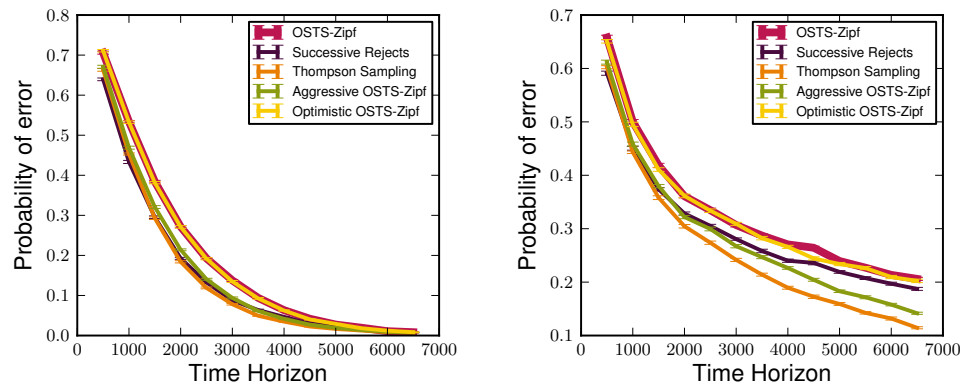 OSTS-Zipf
Successive Rejects
Thompson Sampling
Aggressive OSTS-Zipf
Optimistic OSTS-Zipf
0.8
0.7
0.6
0.5
0.4
0.3
0.2
0.1
0.0
Probability of error
0 1000 2000 3000 4000 5000 6000 7000
Time Horizon
OSTS-Zipf
Successive Rejects
Thompson Sampling
Aggressive OSTS-Zipf
Optimistic OSTS-Zipf
0.7
0.6
0.5
0.4
0.3
0.2
0.1
Probability of error
0 1000 2000 3000 4000 5000 6000 7000
Time Horizon